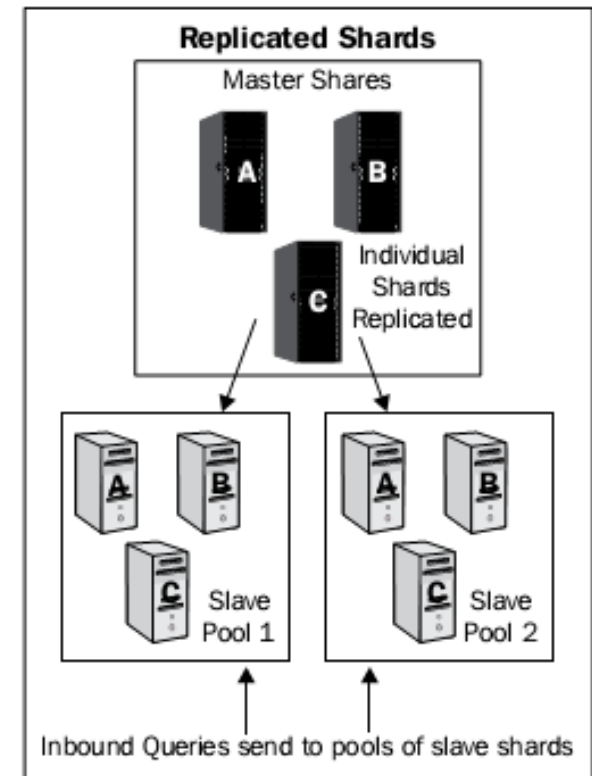 Replicated Shards
Master Shares
A
B
C
Individual
Shards
Replicated
A
B
C
Slave
Pool 1
A
B
C
Slave
Pool 2
Inbound Queries send to pools of slave shards